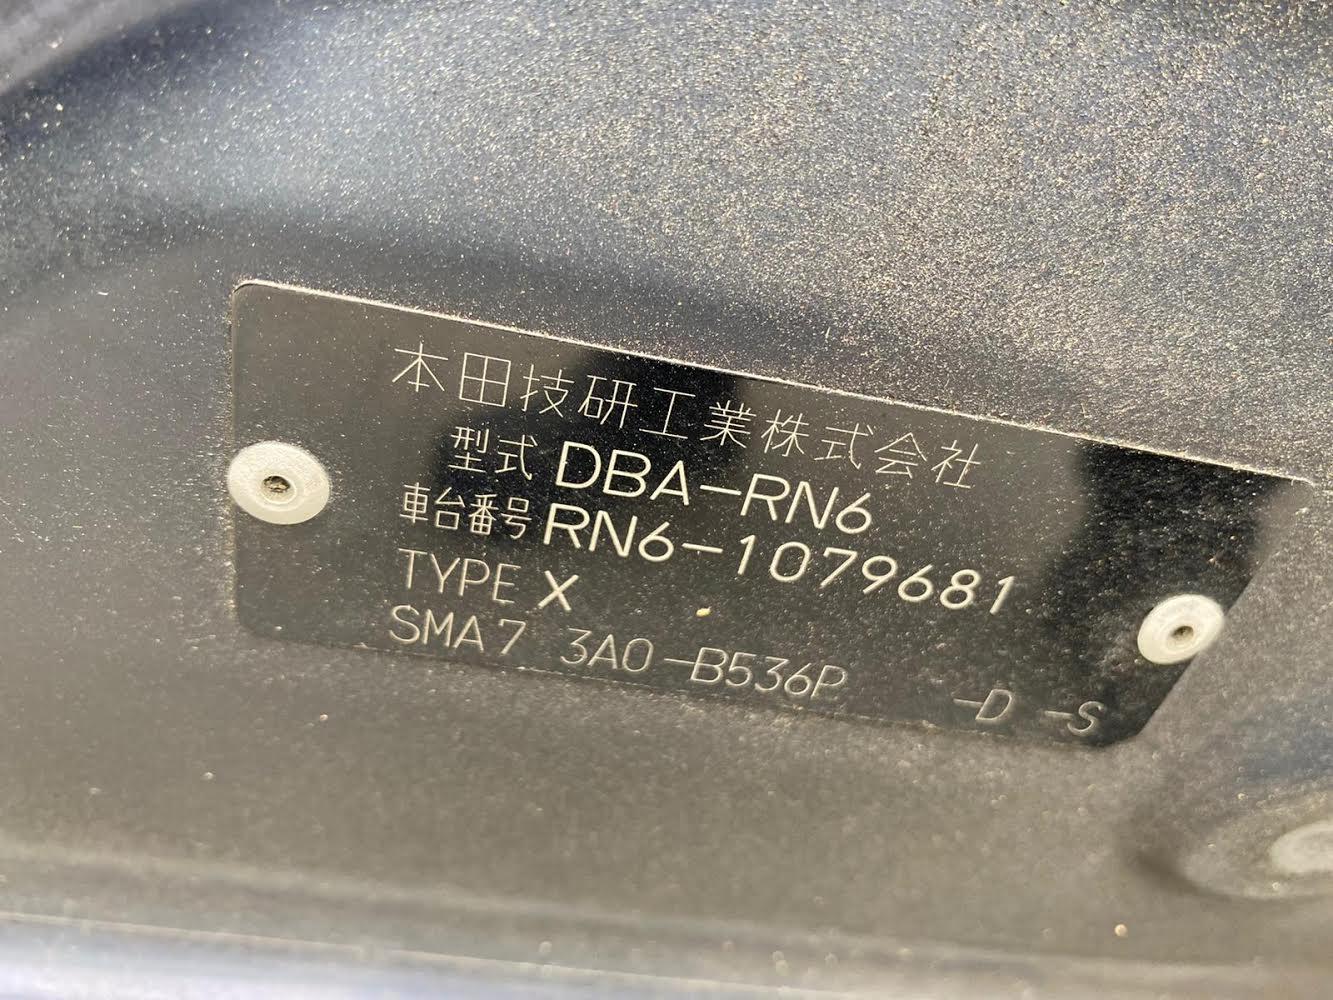 本田技研工業株式会社
型式 DBA-RN6
車台番号 RN6-1079681
TYPE X
SMA7 3A0-B536P -D -S